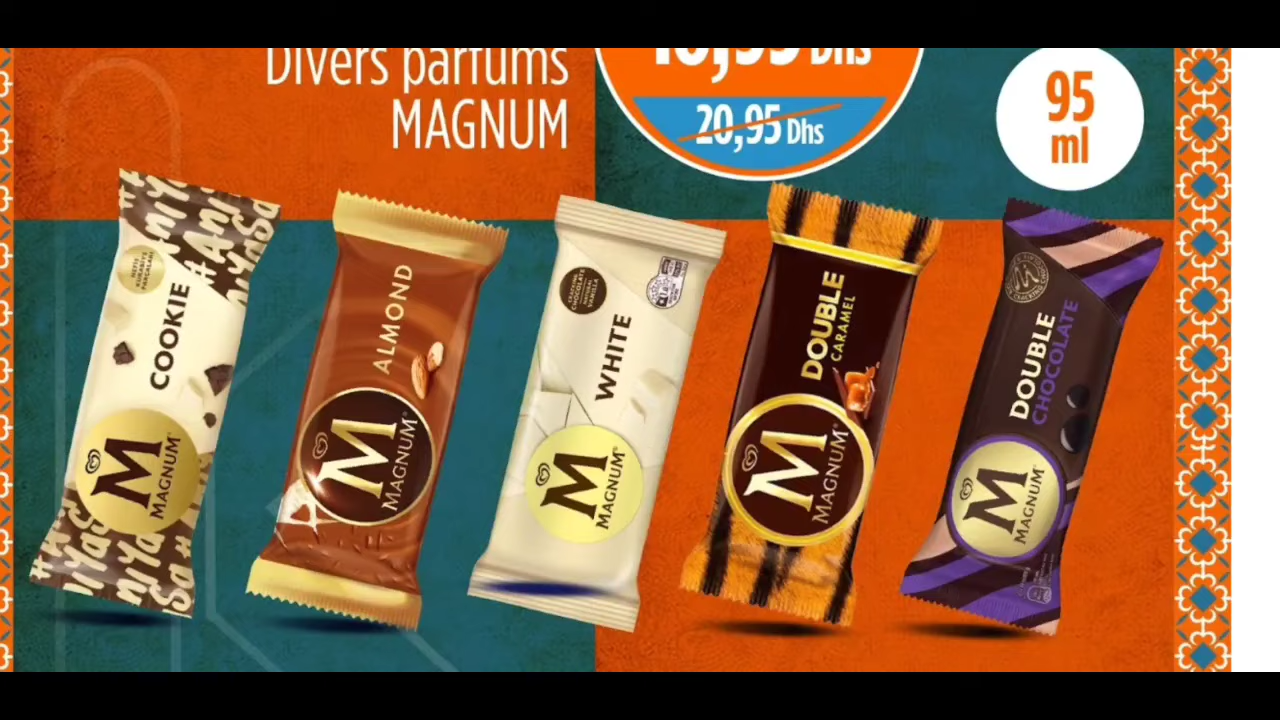 Divers parfums
MAGNUM
Dhs
20,95 Dhs
95
ml
COOKIE
M
MAGNUM
ALMOND
M
MAGNUM
WHITE
M
MAGNUM
DOUBLE
CARAMEL
M
MAGNUM
DOUBLE
CHOCOLATE
M
MAGNUM